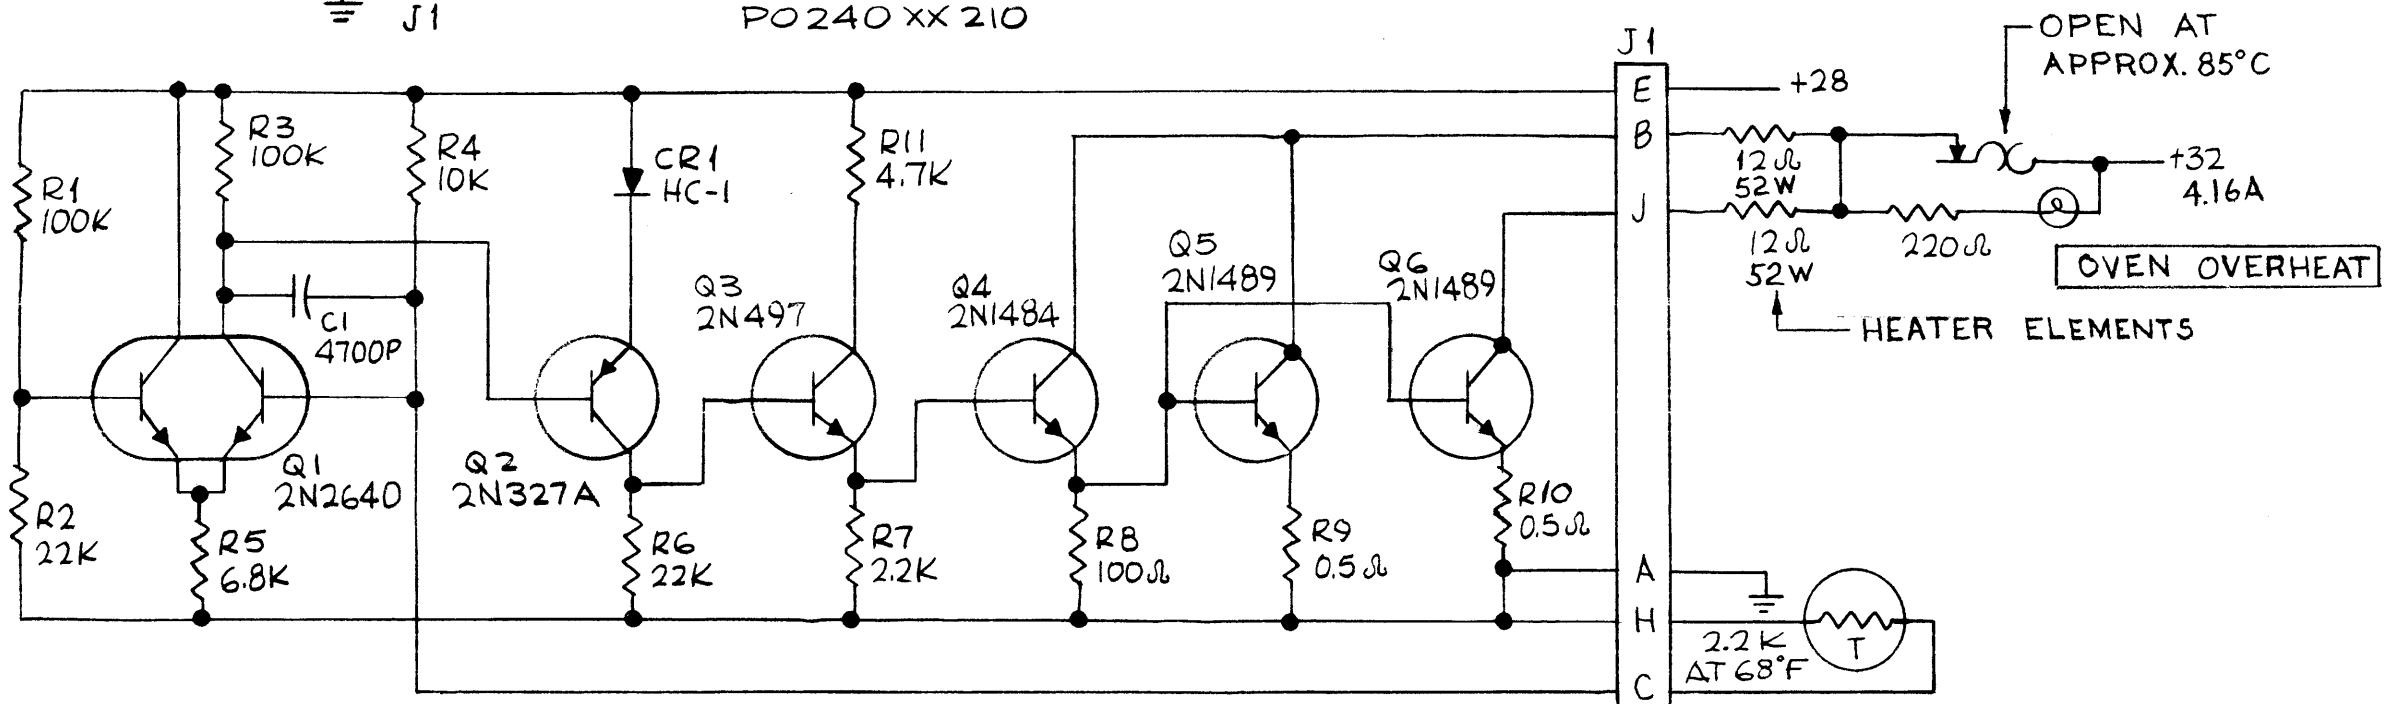 J1
PO240XX210
J1
OPEN AT
APPROX. 85°C
E
+28
B
12Ω
52W
+32
4.16A
J
12Ω
52W
220Ω
OVEN OVERHEAT
HEATER ELEMENTS
R1
100K
R3
100K
R4
10K
CR1
HC-1
R11
4.7K
C1
4700P
Q1
2N2640
Q2
2N327A
Q3
2N497
Q4
2N1484
Q5
2N1489
Q6
2N1489
R2
22K
R5
6.8K
R6
22K
R7
2.2K
R8
100Ω
R9
0.5Ω
R10
0.5Ω
A
H
2.2K
AT 68°F
T
C